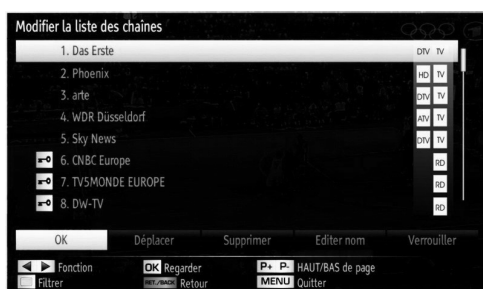 Modifier la liste des chaînes
1. Das Erste DTV TV
2. Phoenix HD TV
3. arte DTV TV
4. WDR Düsseldorf ATV TV
5. Sky News DTV TV
6. CNBC Europe RD
7. TV5MONDE EUROPE RD
8. DW-TV RD
OK Déplacer Supprimer Editer nom Verrouiller
Fonction OK Regarder P+ P- HAUT/BAS de page
Filtrer RET./BACK Retour MENU Quitter